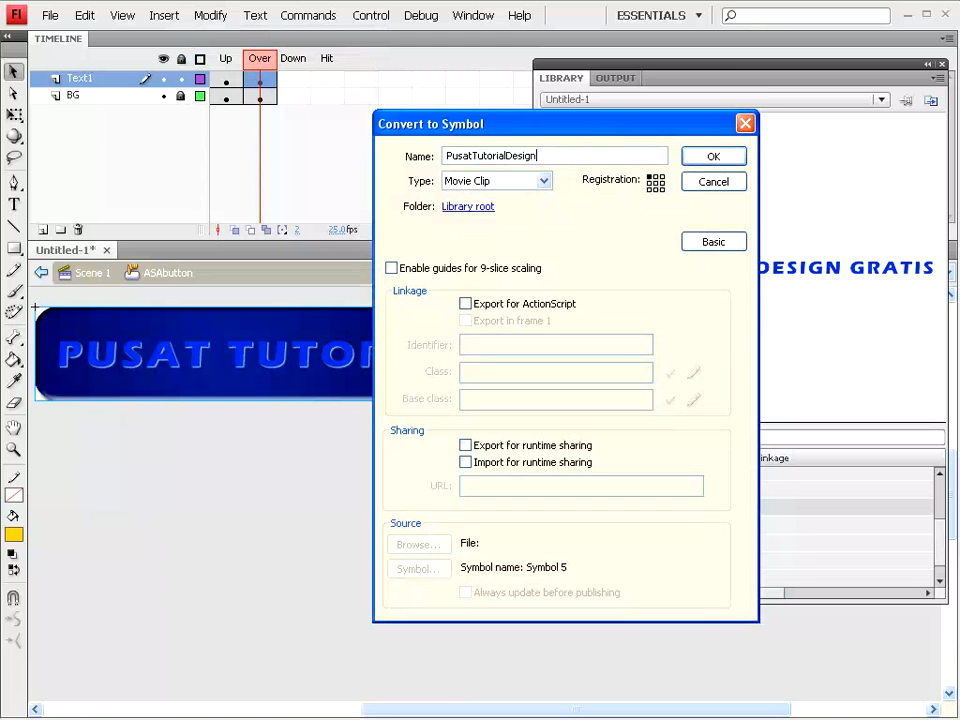 Fl File Edit View Insert Modify Text Commands Control Debug Window Help ESSENTIALS
TIMELINE
Up Over Down Hit
Text1
BG
2 25.0fps
Untitled-1*
Scene 1 ASAbutton
PUSAT TUTOR
LIBRARY OUTPUT
Untitled-1
DESIGN GRATIS
inkage
Convert to Symbol
Name: PusatTutorialDesign OK
Type: Movie Clip Registration: Cancel
Folder: Library root
Basic
Enable guides for 9-slice scaling
Linkage
Export for ActionScript
Export in frame 1
Identifier:
Class:
Base class:
Sharing
Export for runtime sharing
Import for runtime sharing
URL:
Source
Browse... File:
Symbol... Symbol name: Symbol 5
Always update before publishing